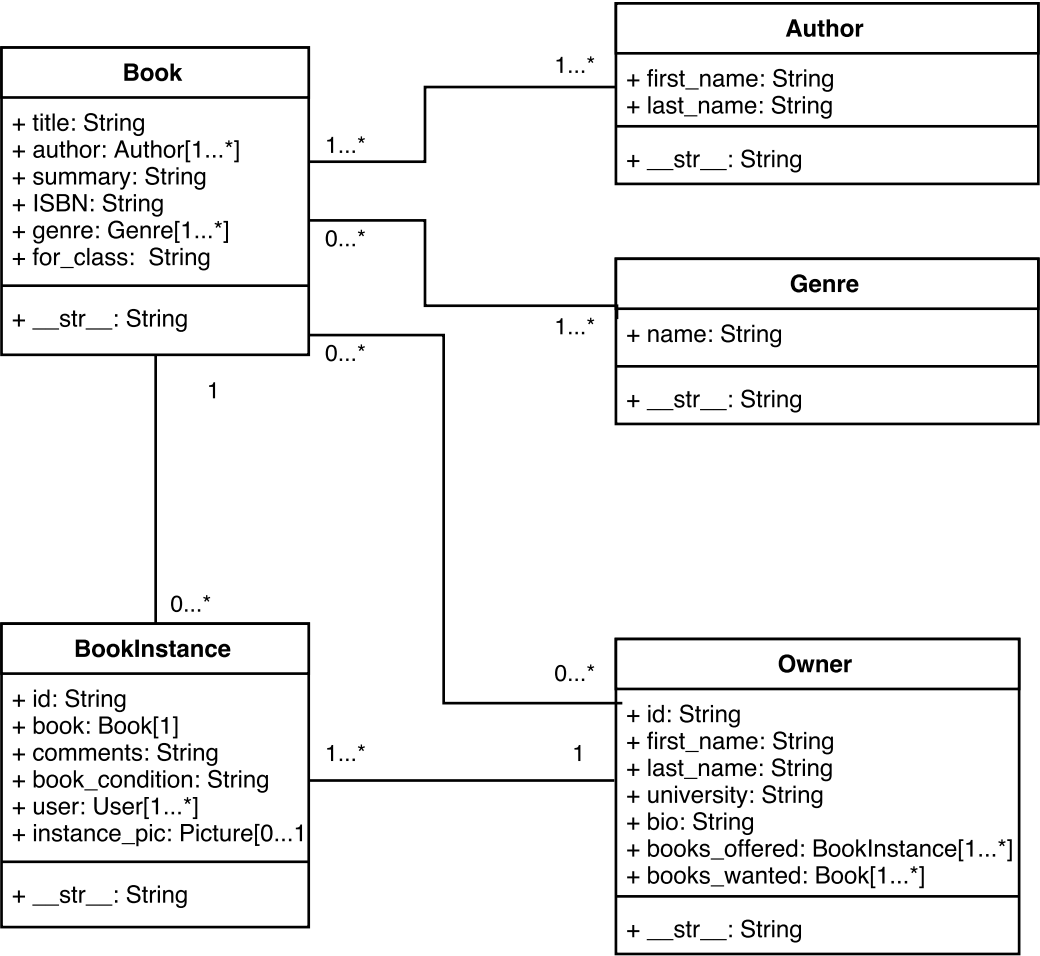 Book
+ title: String
+ author: Author[1...*]
+ summary: String
+ ISBN: String
+ genre: Genre[1...*]
+ for_class:  String
+ __str__: String
1...*
1...*
Author
+ first_name: String
+ last_name: String
+ __str__: String
0...*
1...*
Genre
+ name: String
+ __str__: String
0...*
0...*
1
0...*
BookInstance
+ id: String
+ book: Book[1]
+ comments: String
+ book_condition: String
+ user: User[1...*]
+ instance_pic: Picture[0...1
+ __str__: String
1...*
1
Owner
+ id: String
+ first_name: String
+ last_name: String
+ university: String
+ bio: String
+ books_offered: BookInstance[1...*]
+ books_wanted: Book[1...*]
+ __str__: String